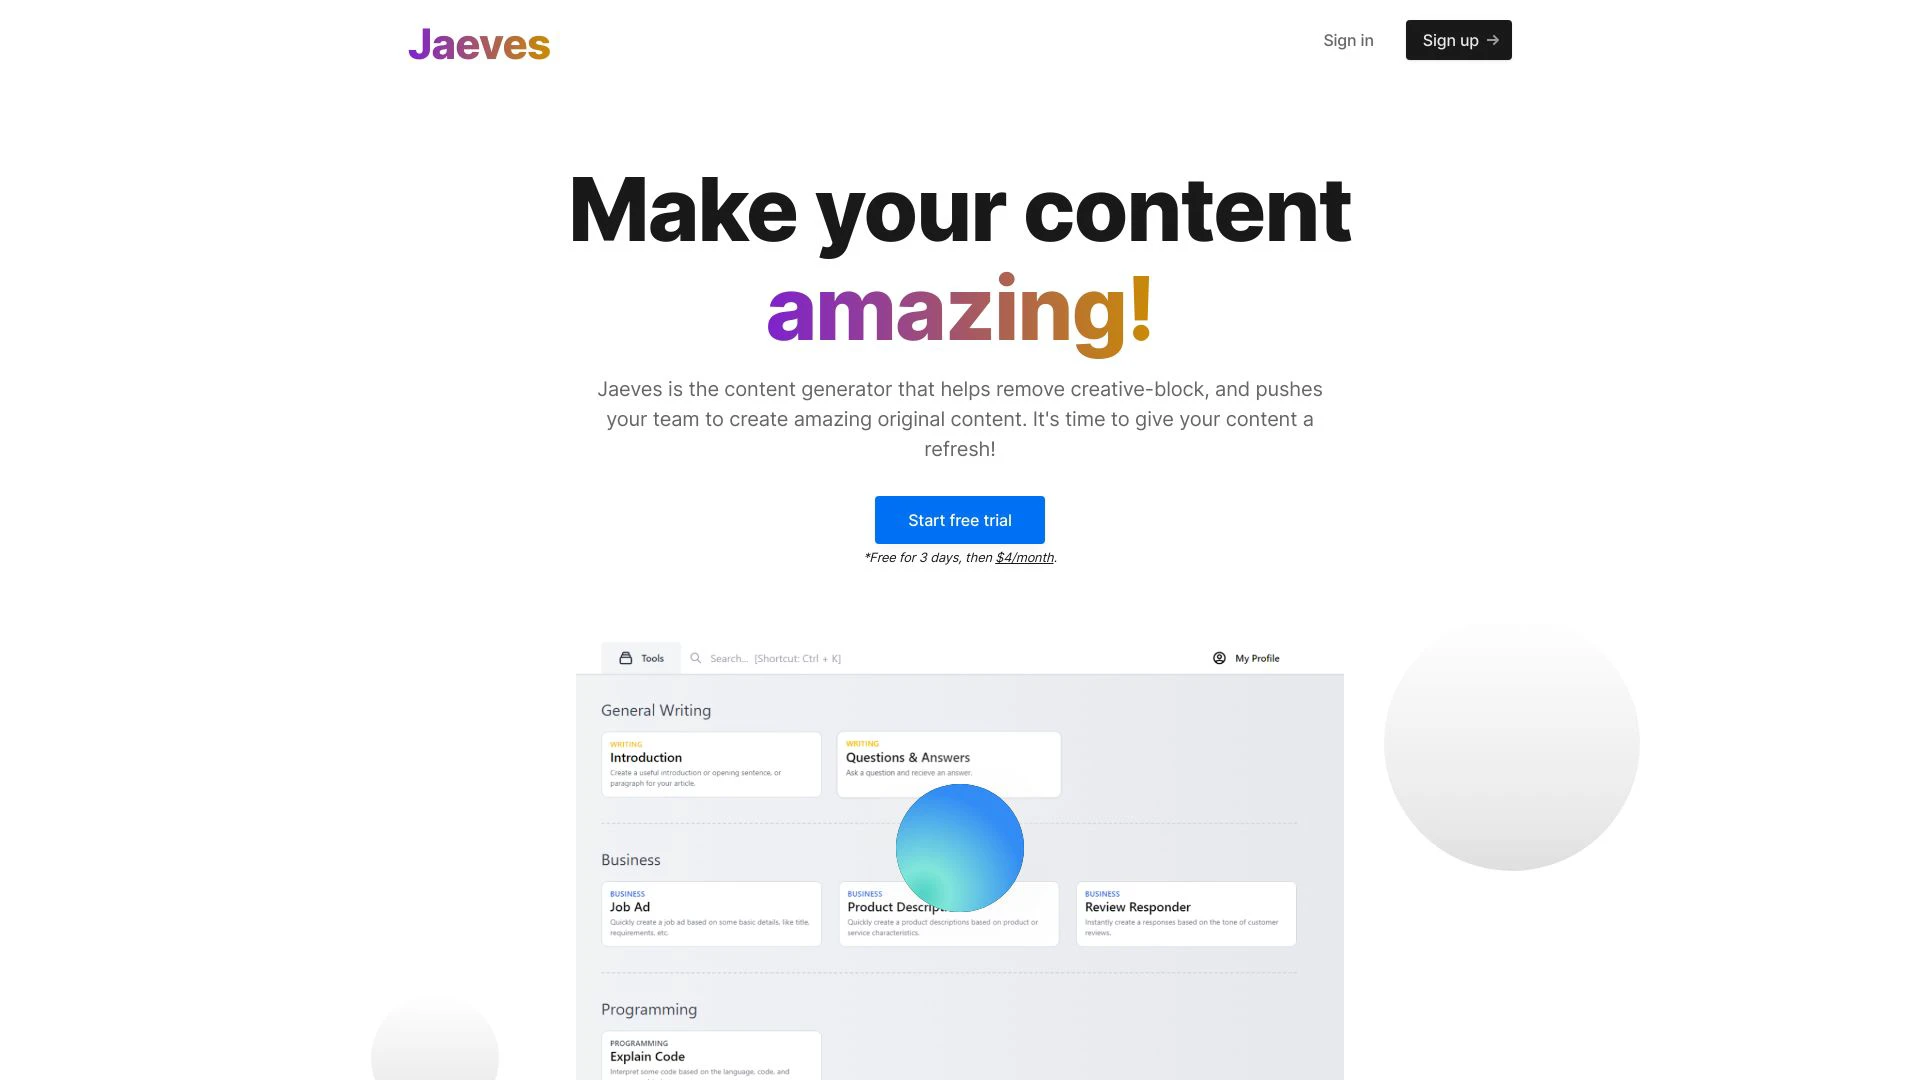 Jaeves
Sign in
Sign up →
Make your content
amazing!
Jaeves is the content generator that helps remove creative-block, and pushes
your team to create amazing original content. It's time to give your content a
refresh!
Start free trial
*Free for 3 days, then $4/month.
Tools
Search... [Shortcut: Ctrl + K]
My Profile
General Writing
WRITING
Introduction
Create a useful introduction or opening sentence, or
paragraph for your article.
WRITING
Questions & Answers
Ask a question and recieve an answer.
Business
BUSINESS
Job Ad
Quickly create a job ad based on some basic details, like title,
requirements, etc.
BUSINESS
Product Descrip
Quickly create a product descriptions based on product or
service characteristics.
BUSINESS
Review Responder
Instantly create a responses based on the tone of customer
reviews.
Programming
PROGRAMMING
Explain Code
Interpret some code based on the language, code, and